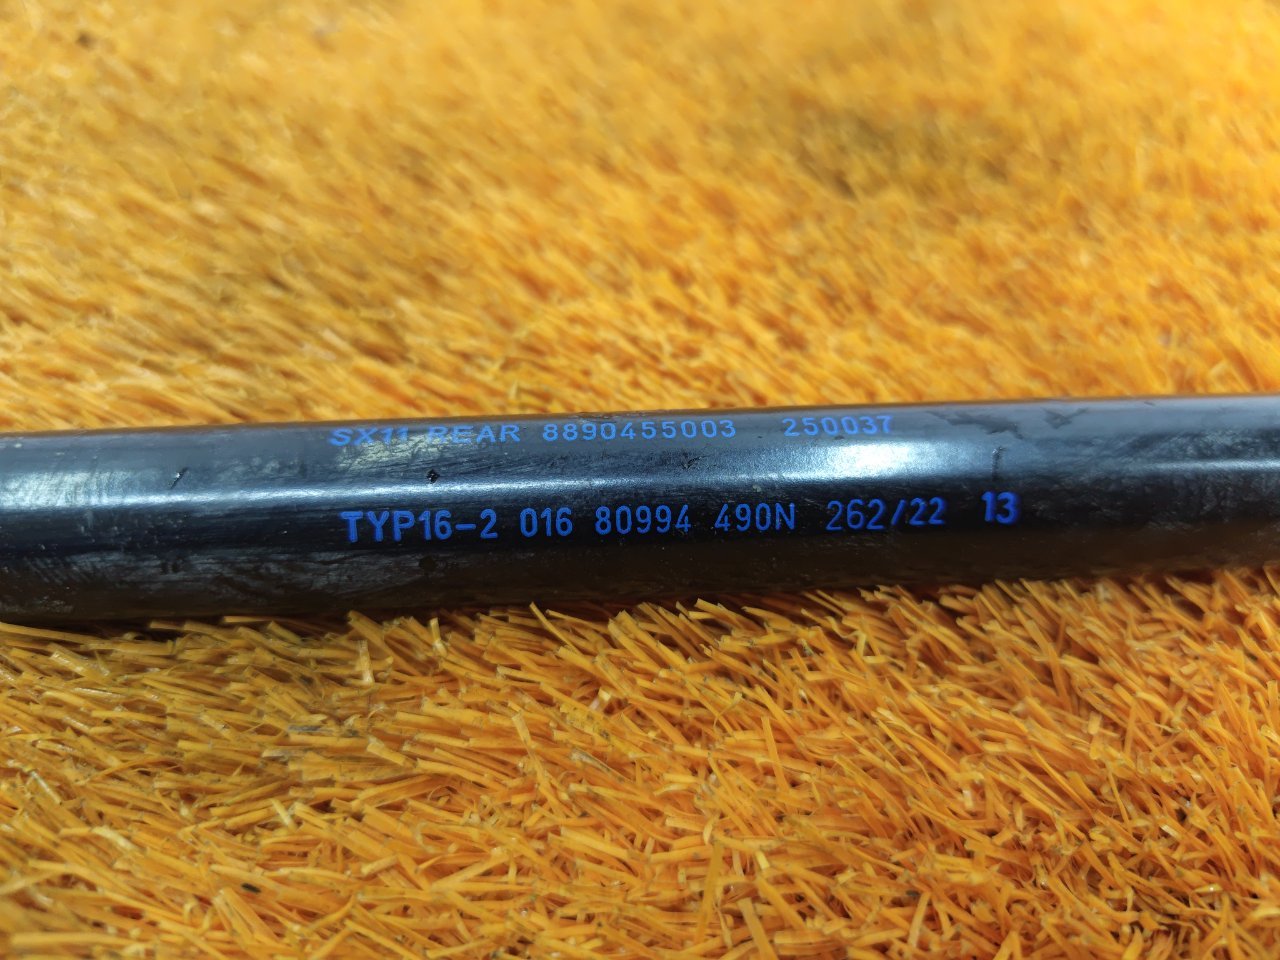 SX11 REAR 8890455003 250037
TYP16-2 016 80994 490N 262/22 13